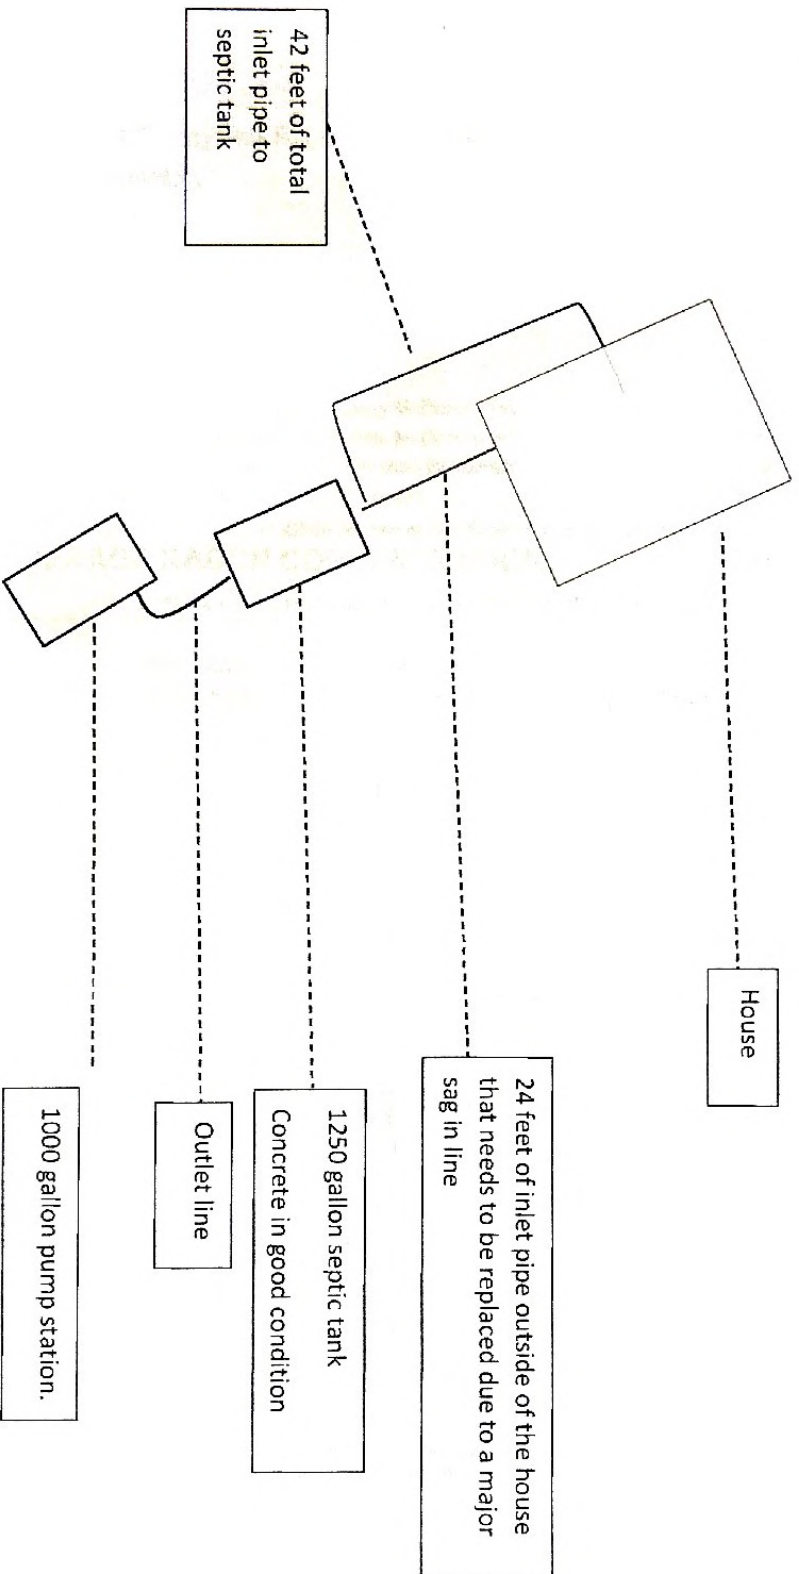 House
24 feet of inlet pipe outside of the house
that needs to be replaced due to a major
sag in line
42 feet of total
inlet pipe to
septic tank
1250 gallon septic tank
Concrete in good condition
Outlet line
1000 gallon pump station.